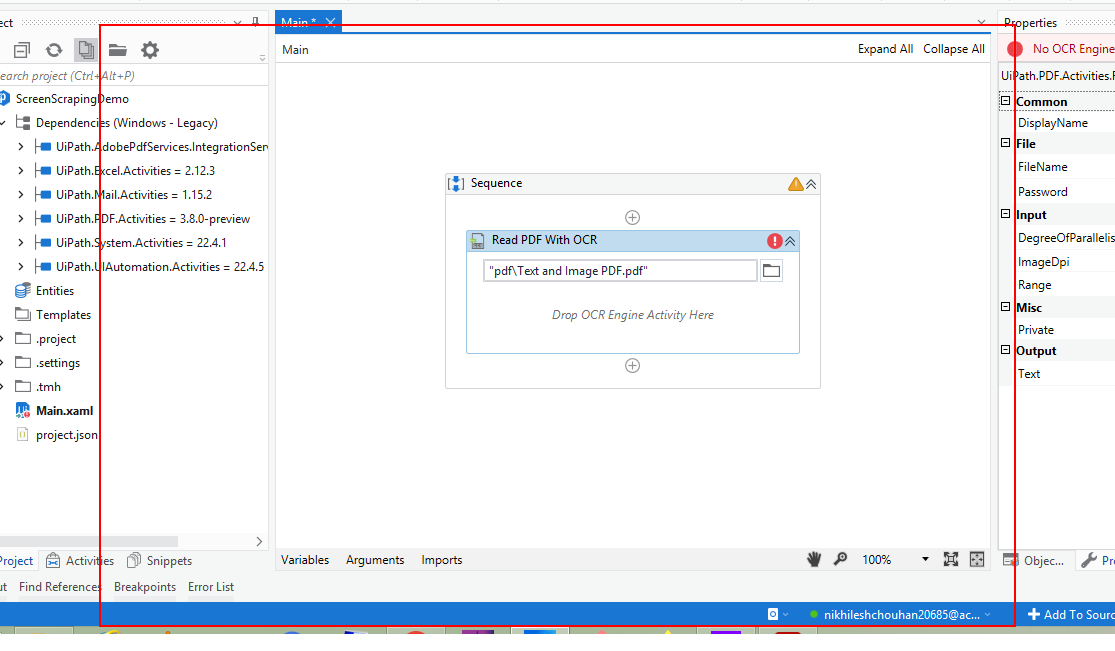 ect
Main *
Properties
Main
Expand All
Collapse All
No OCR Engine
earch project (Ctrl+Alt+P)
UiPath.PDF.Activities.
ScreenScrapingDemo
Dependencies (Windows - Legacy)
UiPath.AdobePdfServices.IntegrationSer
UiPath.Excel.Activities = 2.12.3
UiPath.Mail.Activities = 1.15.2
UiPath.PDF.Activities = 3.8.0-preview
UiPath.System.Activities = 22.4.1
UiPath.UIAutomation.Activities = 22.4.5
Entities
Templates
.project
.settings
.tmh
Main.xaml
project.json
Sequence
Read PDF With OCR
"pdf\Text and Image PDF.pdf"
Drop OCR Engine Activity Here
Common
DisplayName
File
FileName
Password
Input
DegreeOfParallelis
ImageDpi
Range
Misc
Private
Output
Text
Project
Activities
Snippets
Variables
Arguments
Imports
100%
Objec...
Pr
ut
Find References
Breakpoints
Error List
nikhileshchouhan20685@ac...
Add To Sourc